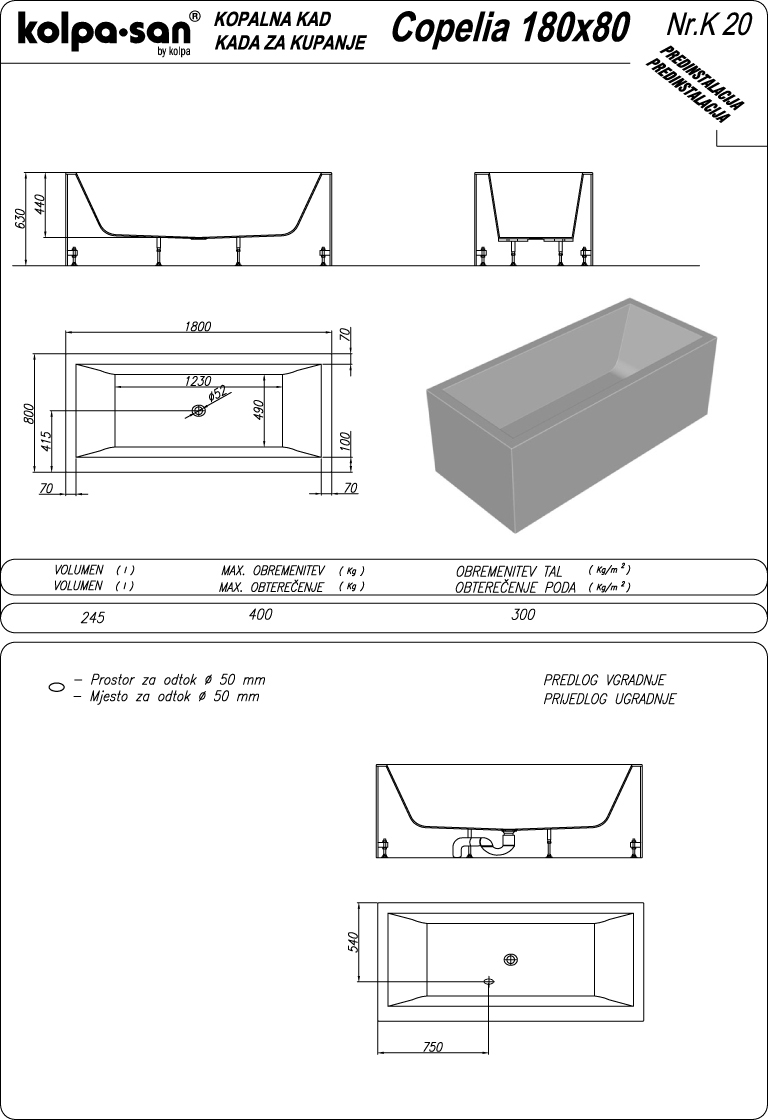 kolpa-san®
by kolpa
KOPALNA KAD
KADA ZA KUPANJE
Copelia 180x80
Nr.K 20
PREDINSTALACIJA
PREDINSTALACIJA
630
440
1800
70
1230
ø52
800
415
490
100
70
70
VOLUMEN ( l ) MAX. OBREMENITEV ( Kg ) OBREMENITEV TAL ( Kg/m² )
VOLUMEN ( l ) MAX. OBTEREČENJE ( Kg ) OBTEREČENJE PODA ( Kg/m² )
245 400 300
– Prostor za odtok ø 50 mm
– Mjesto za odtok ø 50 mm
PREDLOG VGRADNJE
PRIJEDLOG UGRADNJE
540
750